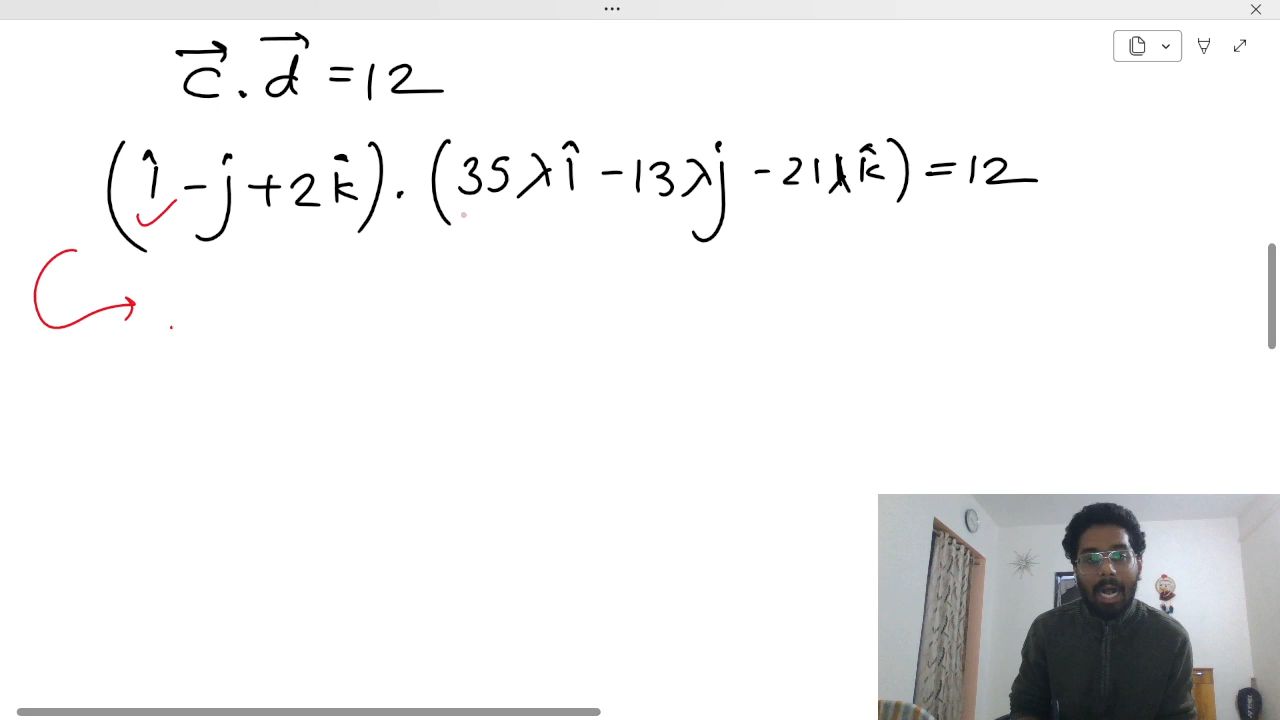 c⃗ . d⃗ = 12
(î - ĵ + 2k̂) . (35λî - 13λĵ - 21λk̂) = 12